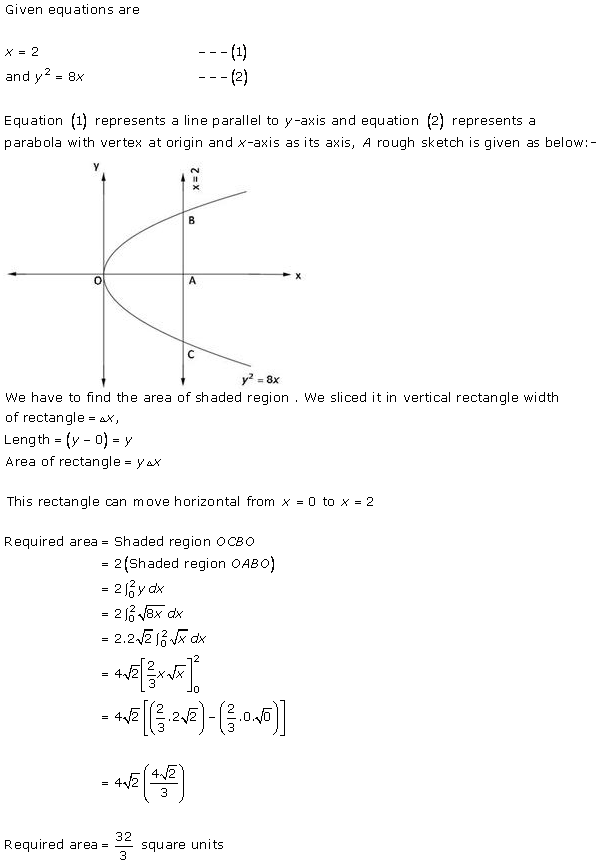 Given equations are
x = 2 – – – (1)
and y² = 8x – – – (2)
Equation (1) represents a line parallel to y-axis and equation (2) represents a
parabola with vertex at origin and x-axis as its axis, A rough sketch is given as below:-
y
x = 2
B
O
A
x
C
y² = 8x
We have to find the area of shaded region . We sliced it in vertical rectangle width
of rectangle = △x,
Length = (y – 0) = y
Area of rectangle = y△x
This rectangle can move horizontal from x = 0 to x = 2
Required area = Shaded region OCBO
= 2(Shaded region OABO)
= 2∫₀² y dx
= 2∫₀² √(8x) dx
= 2.2√2 ∫₀² √x dx
= 4√2 [2/3 x√x]₀²
= 4√2 [(2/3 .2√2) – (2/3 .0.√0)]
= 4√2 (4√2/3)
Required area = 32/3 square units